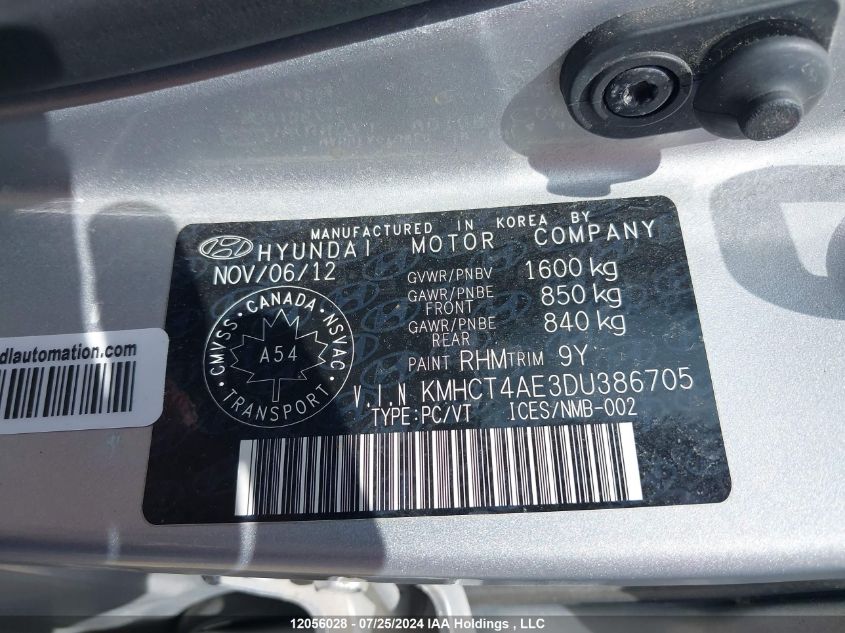 MANUFACTURED IN KOREA BY
HYUNDAI MOTOR COMPANY
NOV/06/12 GVWR/PNBV 1600 kg
GAWR/PNBE FRONT 850 kg
GAWR/PNBE REAR 840 kg
PAINT RHM TRIM 9Y
CMVSS · CANADA · NSVAC
A54
TRANSPORT
V.I.N KMHCT4AE3DU386705
TYPE:PC/VT ICES/NMB-002
dlautomation.com
12056028 - 07/25/2024 IAA Holdings , LLC